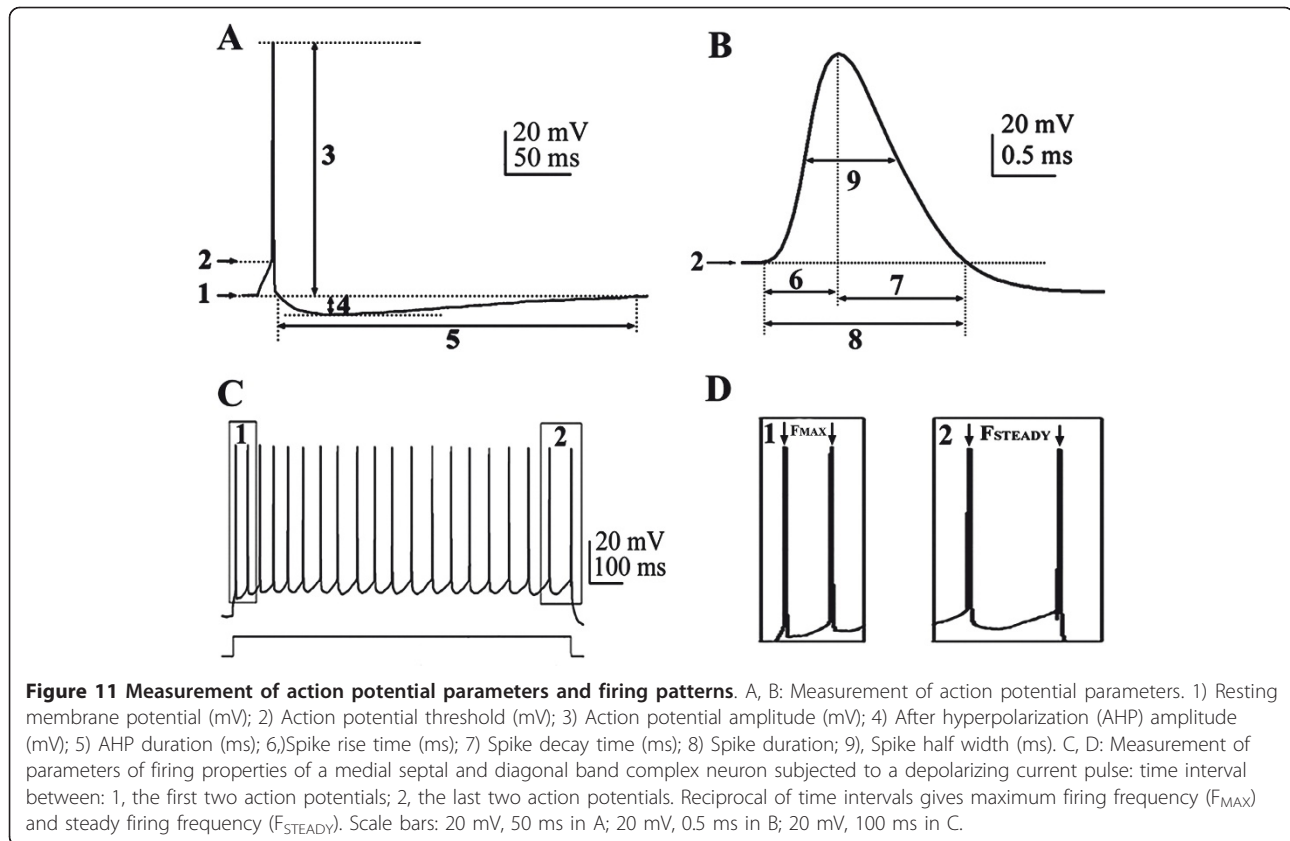 A
20 mV
50 ms
3
2
1
4
5
B
20 mV
0.5 ms
9
2
6
7
8
C
1
2
20 mV
100 ms
D
1 FMAX
2 FSTEADY
Figure 11 Measurement of action potential parameters and firing patterns. A, B: Measurement of action potential parameters. 1) Resting
membrane potential (mV); 2) Action potential threshold (mV); 3) Action potential amplitude (mV); 4) After hyperpolarization (AHP) amplitude
(mV); 5) AHP duration (ms); 6,)Spike rise time (ms); 7) Spike decay time (ms); 8) Spike duration; 9), Spike half width (ms). C, D: Measurement of
parameters of firing properties of a medial septal and diagonal band complex neuron subjected to a depolarizing current pulse: time interval
between: 1, the first two action potentials; 2, the last two action potentials. Reciprocal of time intervals gives maximum firing frequency (FMAX)
and steady firing frequency (FSTEADY). Scale bars: 20 mV, 50 ms in A; 20 mV, 0.5 ms in B; 20 mV, 100 ms in C.